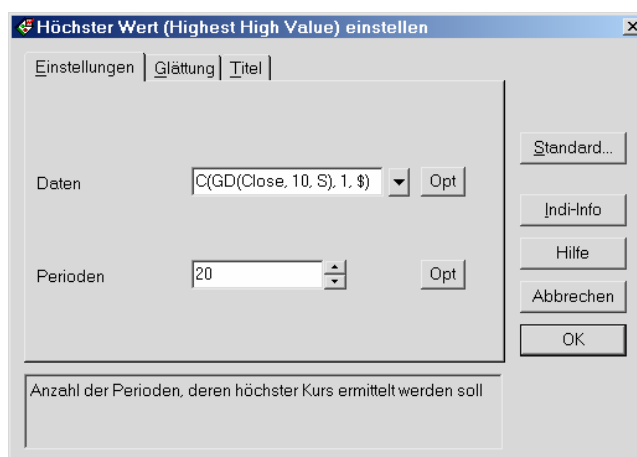 Höchster Wert (Highest High Value) einstellen
Einstellungen Glättung Titel
Standard...
Daten C(GD(Close, 10, S), 1, $) Opt
Indi-Info
Hilfe
Perioden 20 Opt
Abbrechen
OK
Anzahl der Perioden, deren höchster Kurs ermittelt werden soll